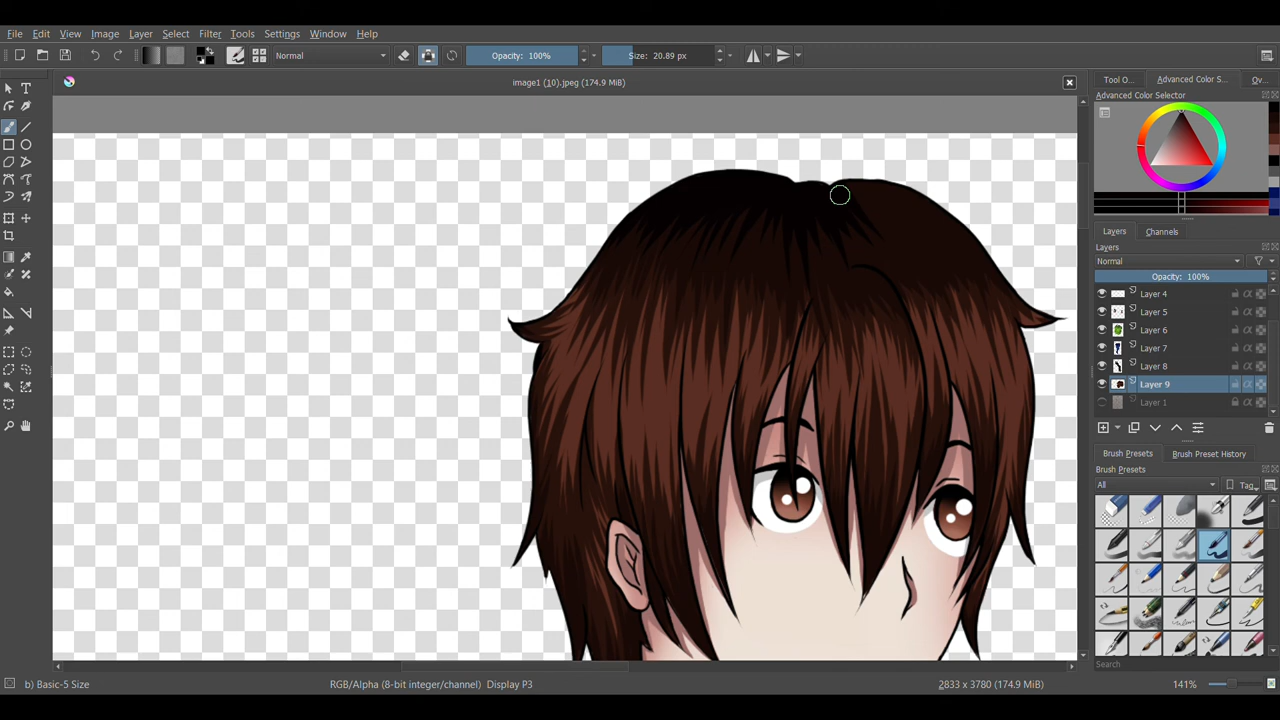 File Edit View Image Layer Select Filter Tools Settings Window Help
Normal Opacity: 100% Size: 20.89 px
image1 (10).jpeg (174.9 MiB)
Tool O... Advanced Color S... Ov...
Advanced Color Selector
Layers Channels
Layers
Normal
Opacity: 100%
Layer 4
Layer 5
Layer 6
Layer 7
Layer 8
Layer 9
Layer 1
Brush Presets Brush Preset History
Brush Presets
All Tag
Search
b) Basic-5 Size RGB/Alpha (8-bit integer/channel) Display P3 2833 x 3780 (174.9 MiB) 141%